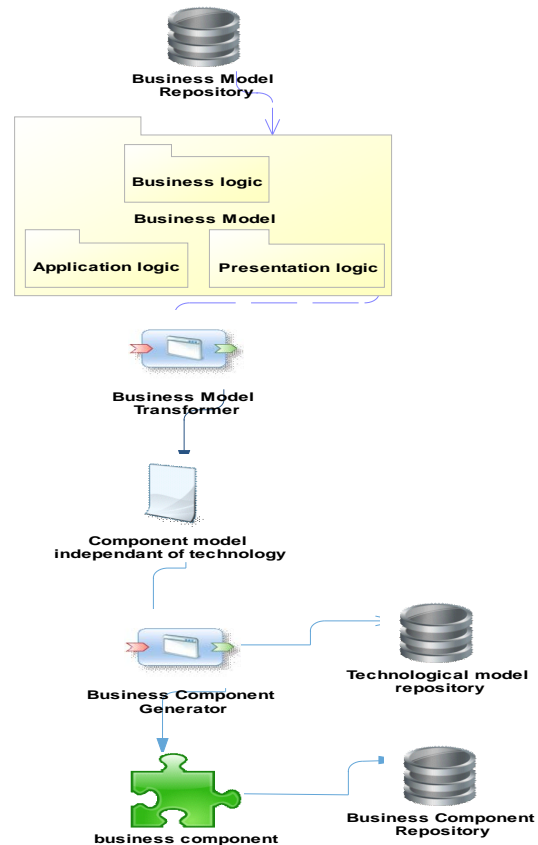 Business Model
Repository
Business logic
Business Model
Application logic
Presentation logic
Business Model
Transformer
Component model
independant of technology
Technological model
repository
Business Component
Generator
Business Component
Repository
business component